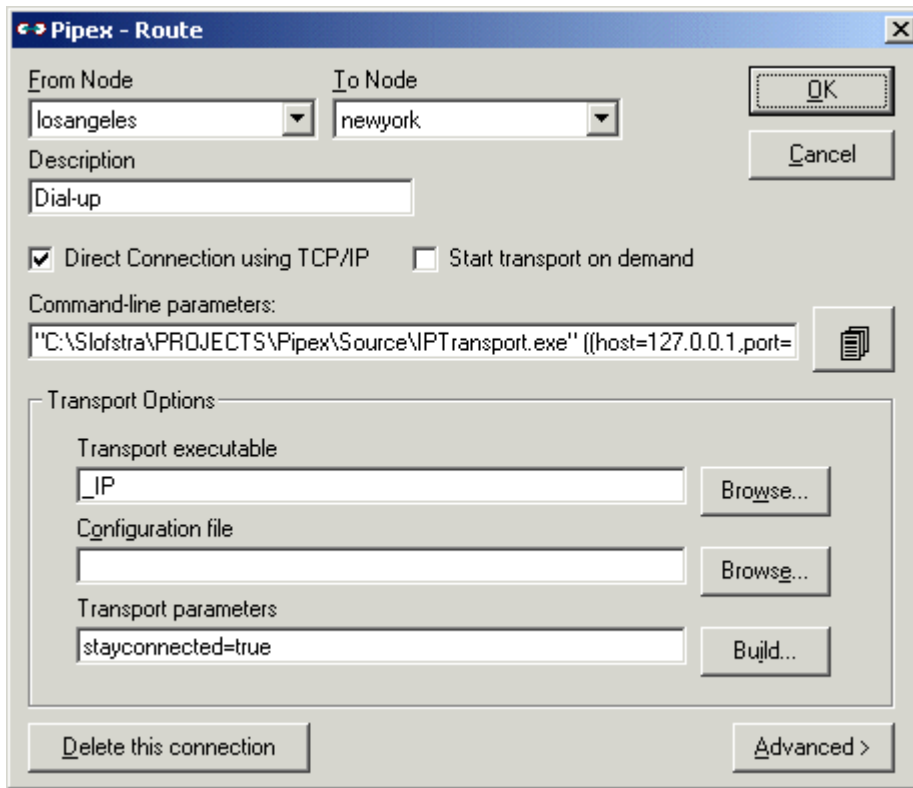 Pipex - Route
From Node
To Node
OK
losangeles
newyork
Cancel
Description
Dial-up
Direct Connection using TCP/IP
Start transport on demand
Command-line parameters:
"C:\Slofstra\PROJECTS\Pipex\Source\IPTransport.exe" ((host=127.0.0.1,port=
Transport Options
Transport executable
_IP
Browse...
Configuration file
Browse...
Transport parameters
stayconnected=true
Build...
Delete this connection
Advanced >